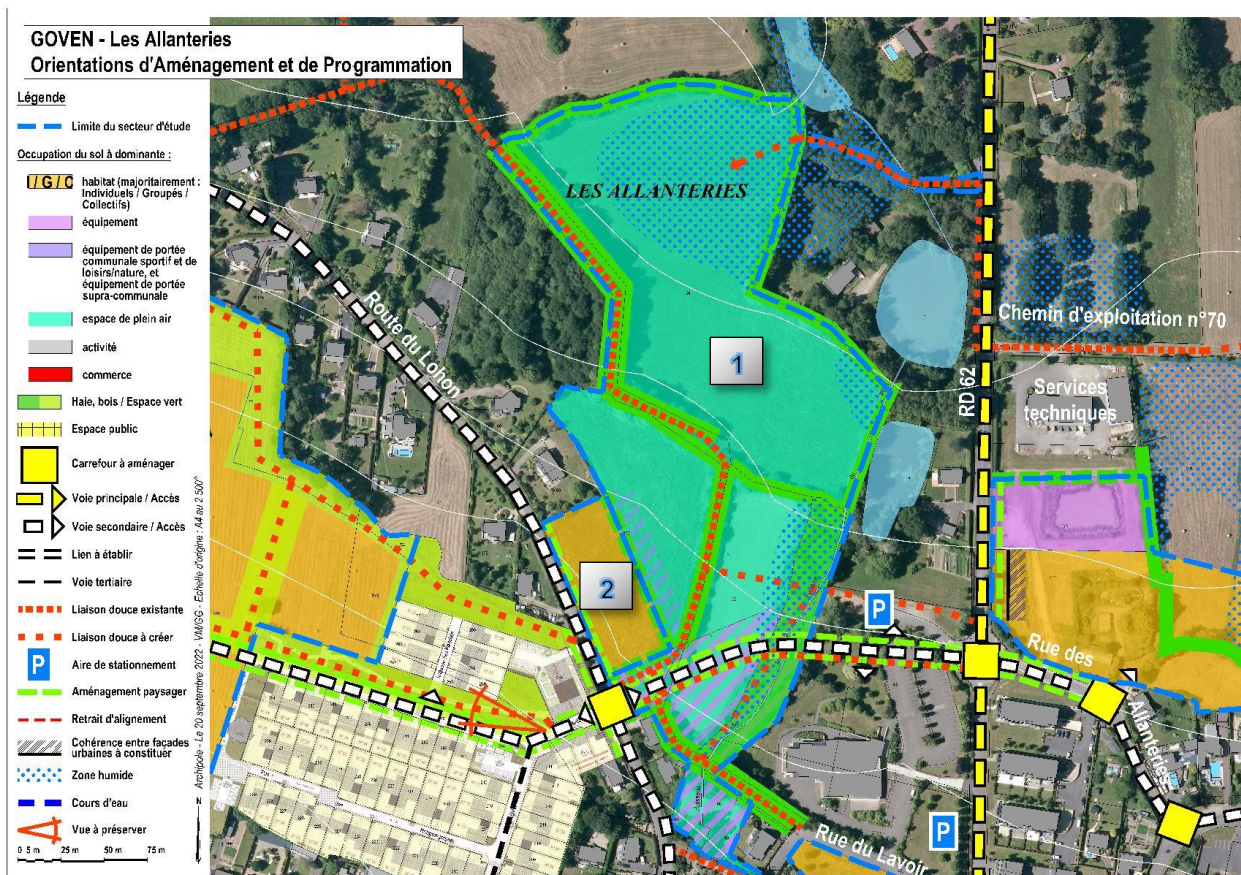 GOVEN - Les Allanteries
Orientations d'Aménagement et de Programmation
Légende
Limite du secteur d'étude
Occupation du sol à dominante :
I / G / C
habitat (majoritairement :
Individuels / Groupés /
Collectifs)
équipement
équipement de portée
communale sportif et de
loisirs/nature, et
équipement de portée
supra-communale
espace de plein air
activité
commerce
Haie, bois / Espace vert
Espace public
Carrefour à aménager
Voie principale / Accès
Voie secondaire / Accès
Lien à établir
Voie tertiaire
Liaison douce existante
Liaison douce à créer
P
Aire de stationnement
Aménagement paysager
Retrait d'alignement
Cohérence entre façades
urbaines à constituer
Zone humide
Cours d'eau
Vue à préserver
0 5 m 25 m 50 m 75 m
N
Archipole - Le 20 septembre 2022 - VM/GG - Echelle d'origine : A4 au 2 500°
LES ALLANTERIES
Route du Lohon
1
2
RD 62
Chemin d'exploitation n°70
Services
techniques
P
Rue des
Allanteries
Rue du Lavoir
P